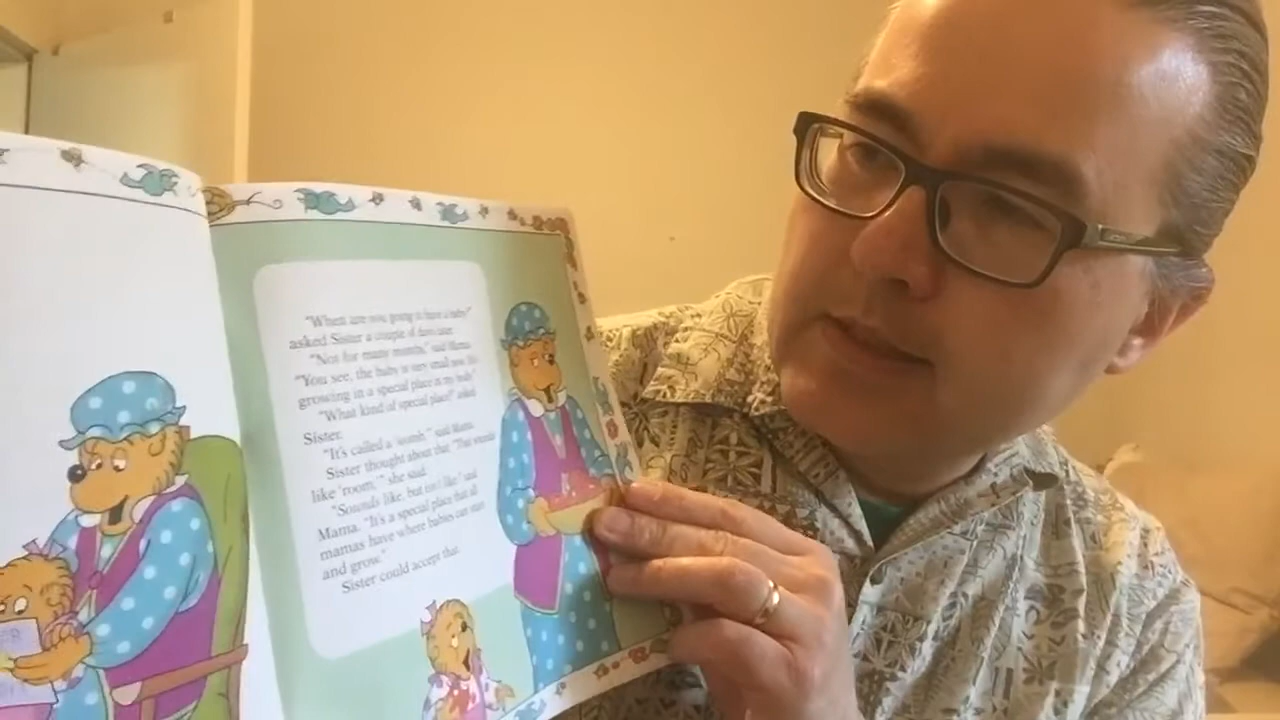 "When are you going to have a baby?"
asked Sister a couple of days later.
"Not for many months," said Mama.
"You see, the baby is very small now. It's
growing in a special place in my body."
"What kind of special place?" asked
Sister.
"It's called a 'womb,'" said Mama.
Sister thought about that. "That sounds
like 'room,'" she said.
"Sounds like, but isn't like," said
Mama. "It's a special place that all
mamas have where babies can start
and grow."
Sister could accept that.